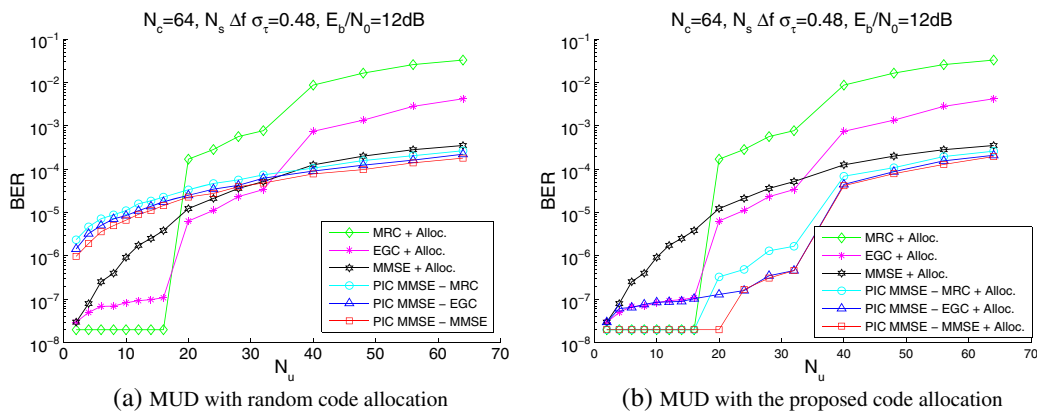 N_c=64, N_s Δf σ_τ=0.48, E_b/N_0=12dB
10^-1
10^-2
10^-3
10^-4
10^-5
10^-6
10^-7
10^-8
BER
0 10 20 30 40 50 60 70
N_u
MRC + Alloc.
EGC + Alloc.
MMSE + Alloc.
PIC MMSE – MRC
PIC MMSE – EGC
PIC MMSE – MMSE
(a) MUD with random code allocation
N_c=64, N_s Δf σ_τ=0.48, E_b/N_0=12dB
10^-1
10^-2
10^-3
10^-4
10^-5
10^-6
10^-7
10^-8
BER
0 10 20 30 40 50 60 70
N_u
MRC + Alloc.
EGC + Alloc.
MMSE + Alloc.
PIC MMSE – MRC + Alloc.
PIC MMSE – EGC + Alloc.
PIC MMSE – MMSE + Alloc.
(b) MUD with the proposed code allocation